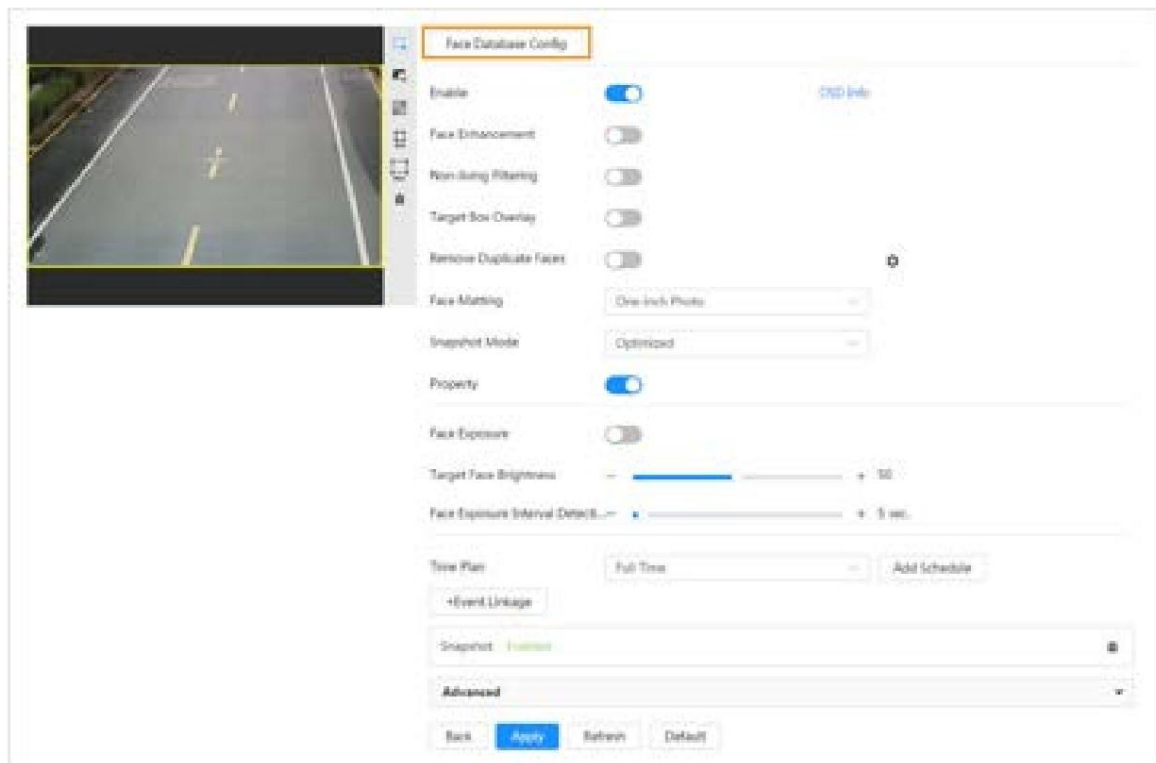 Face Database Config
Enable
OSD Info
Face Enhancement
Non-living Filtering
Target Box Overlay
Remove Duplicate Faces
Face Matting One-inch Photo
Snapshot Mode Optimized
Property
Face Exposure
Target Face Brightness - + 50
Face Exposure Interval Detecti... - + 5 sec.
Time Plan Full Time Add Schedule
+Event Linkage
Snapshot Enabled
Advanced
Back Apply Refresh Default